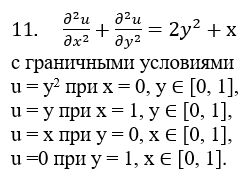 11. ∂²u/∂x² + ∂²u/∂y² = 2y² + x
с граничными условиями
u = y² при x = 0, y ∈ [0, 1],
u = y при x = 1, y ∈ [0, 1],
u = x при y = 0, x ∈ [0, 1],
u =0 при y = 1, x ∈ [0, 1].